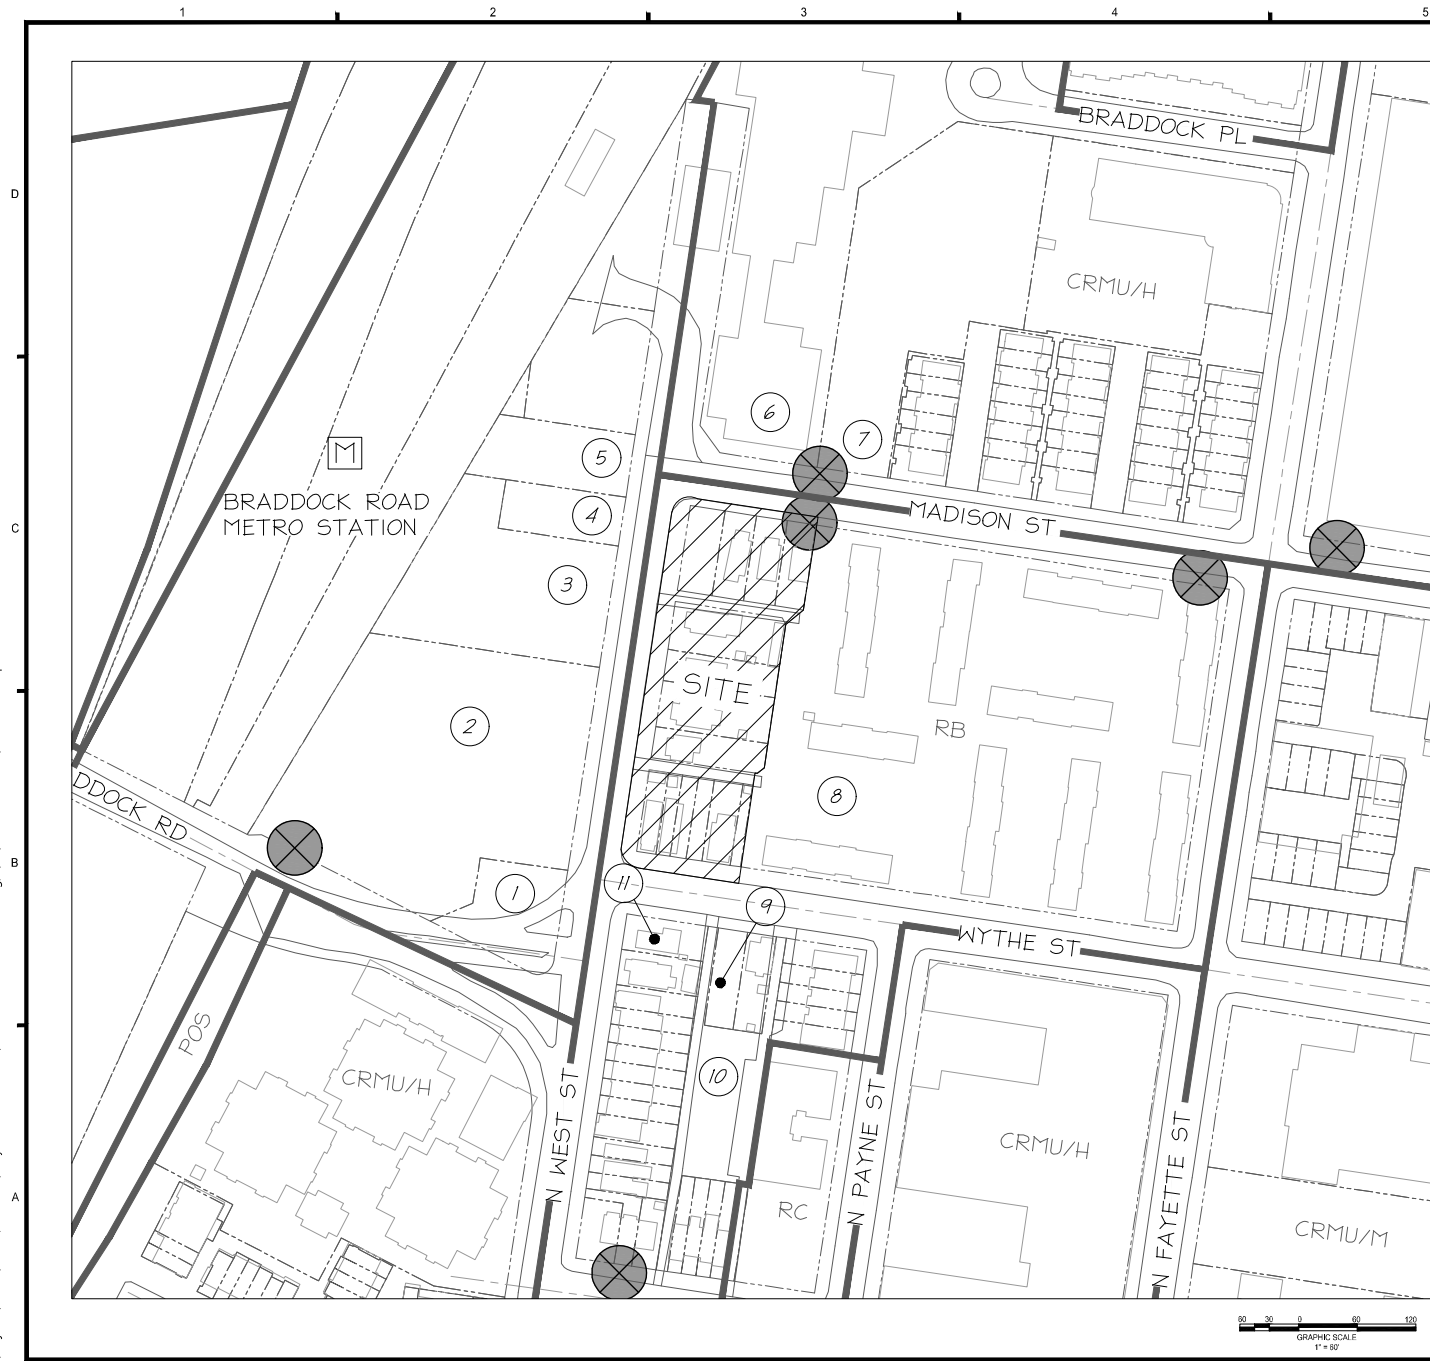 1 2 3 4 5
BRADDOCK PL
D
CRMU/H
6
7
M
5
BRADDOCK ROAD
METRO STATION
4
MADISON ST
C
3
SITE
2
RB
8
DDOCK RD
B
11
1
9
WYTHE ST
POS
10
CRMU/H
CRMU/H
N WEST ST
N PAYNE ST
N FAYETTE ST
A
RC
CRMU/M
60 30 0 60 120
GRAPHIC SCALE
1" = 60'